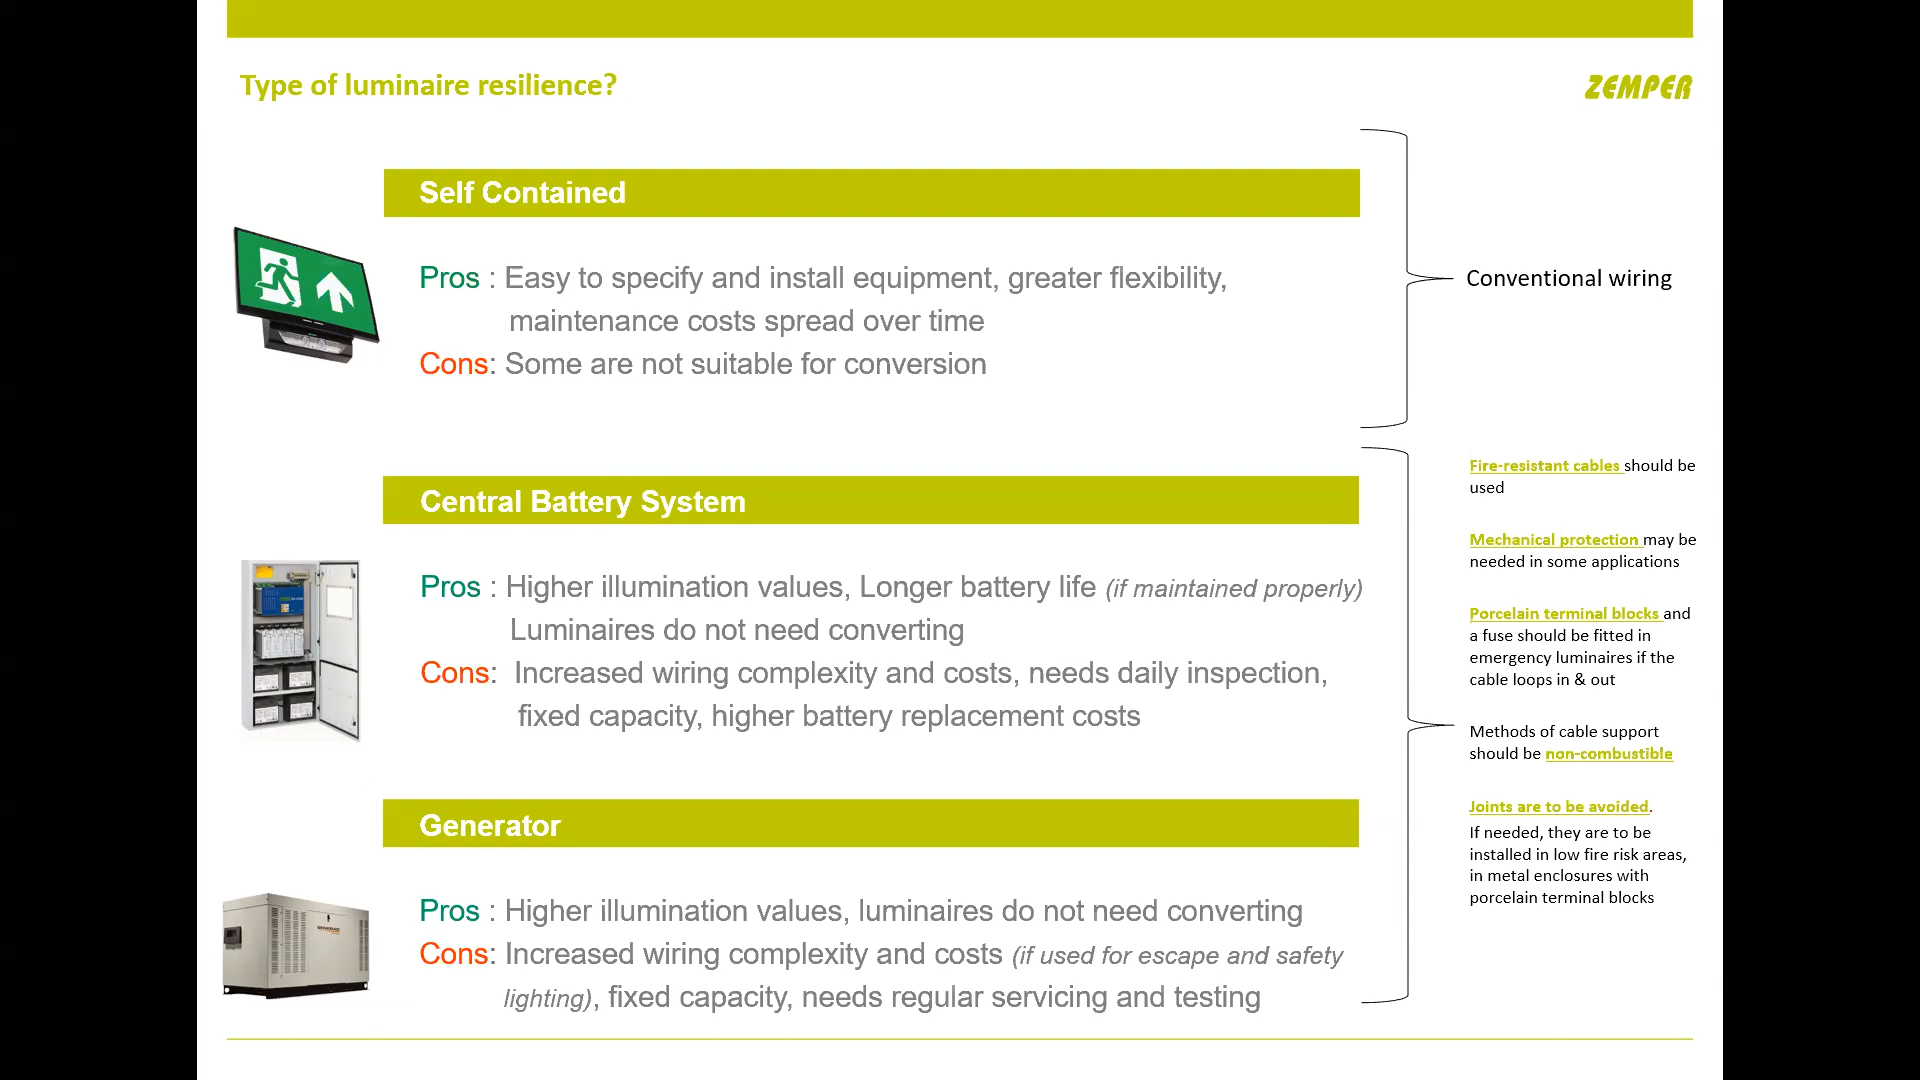 Type of luminaire resilience?
ZEMPER
Self Contained
Pros : Easy to specify and install equipment, greater flexibility,
maintenance costs spread over time
Cons: Some are not suitable for conversion
Conventional wiring
Central Battery System
Pros : Higher illumination values, Longer battery life (if maintained properly)
Luminaires do not need converting
Cons: Increased wiring complexity and costs, needs daily inspection,
fixed capacity, higher battery replacement costs
Generator
Pros : Higher illumination values, luminaires do not need converting
Cons: Increased wiring complexity and costs (if used for escape and safety
lighting), fixed capacity, needs regular servicing and testing
Fire-resistant cables should be
used
Mechanical protection may be
needed in some applications
Porcelain terminal blocks and
a fuse should be fitted in
emergency luminaires if the
cable loops in & out
Methods of cable support
should be non-combustible
Joints are to be avoided.
If needed, they are to be
installed in low fire risk areas,
in metal enclosures with
porcelain terminal blocks